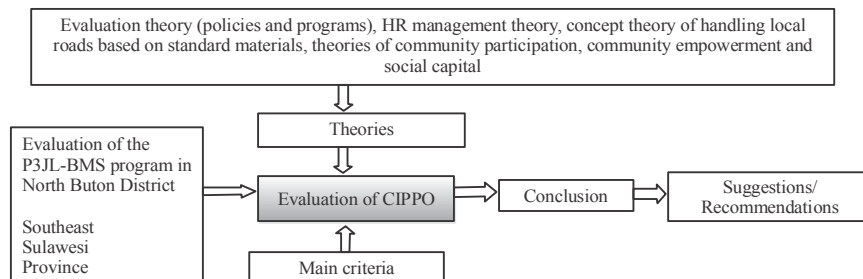 Evaluation theory (policies and programs), HR management theory, concept theory of handling local
roads based on standard materials, theories of community participation, community empowerment and
social capital
Theories
Evaluation of the
P3JL-BMS program in
North Buton District
Southeast
Sulawesi
Province
Evaluation of CIPPO
Conclusion
Suggestions/
Recommendations
Main criteria